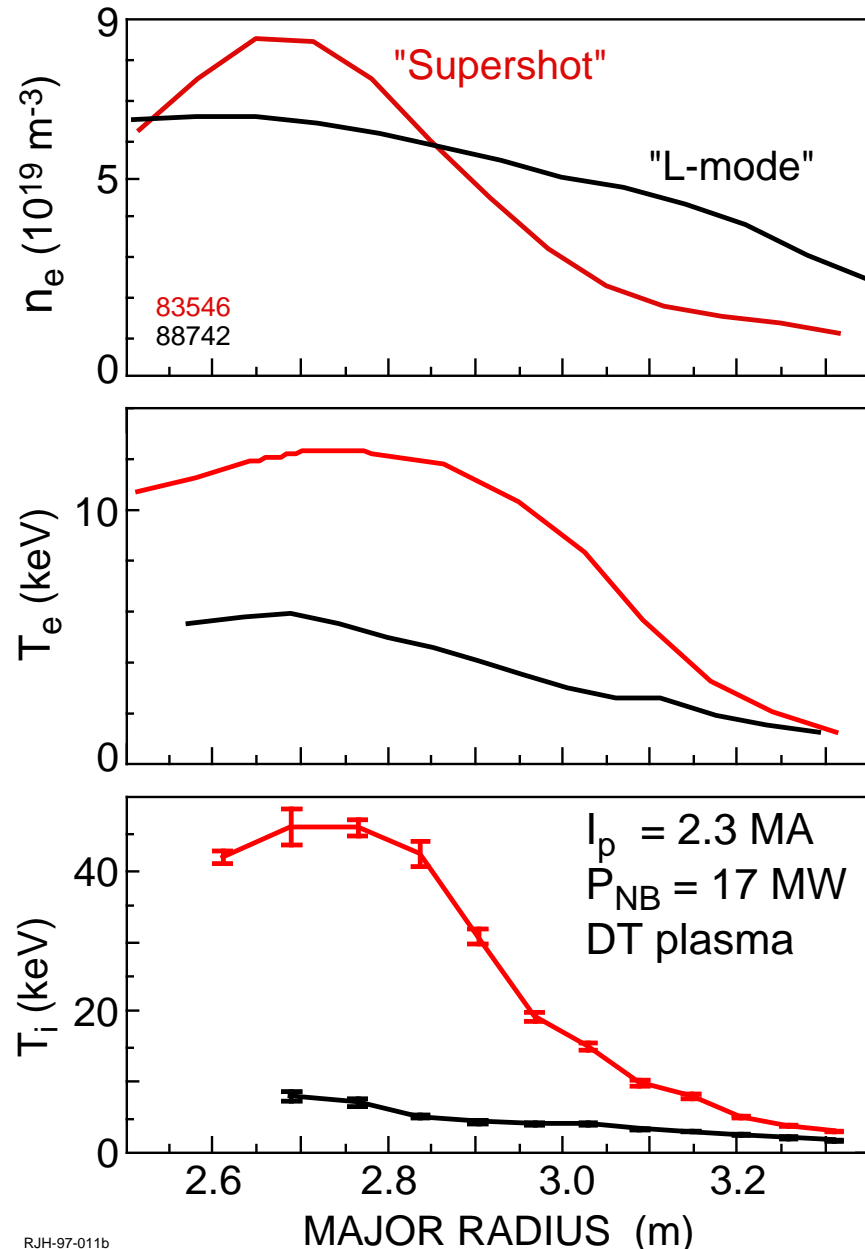 9
"Supershot"
"L-mode"
5
n_e (10^19 m^-3)
83546
88742
0
10
T_e (keV)
0
I_p = 2.3 MA
P_NB = 17 MW
DT plasma
40
20
T_i (keV)
0
2.6 2.8 3.0 3.2
MAJOR RADIUS (m)
RJH-97-011b